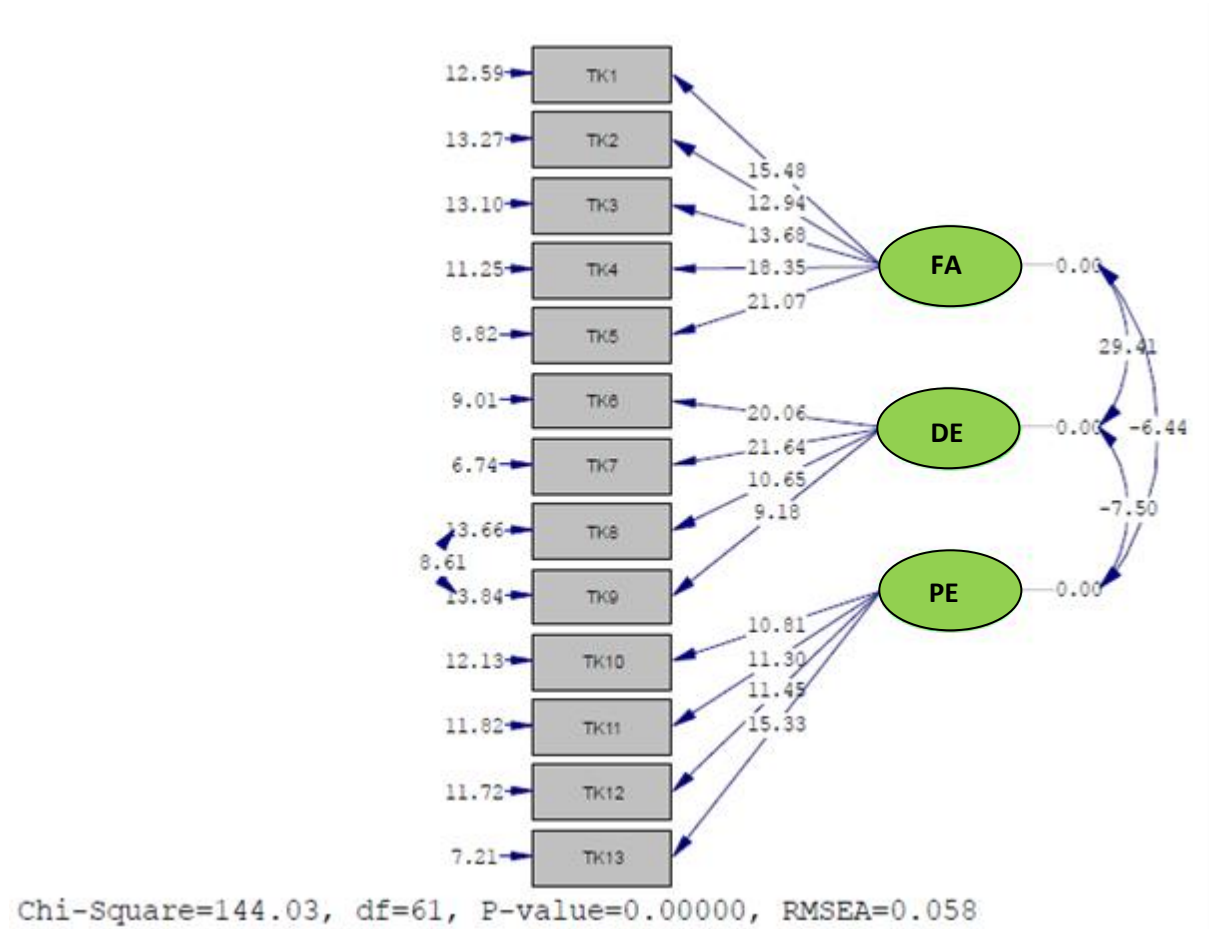 12.59 TK1
13.27 TK2
15.48
12.94
13.10 TK3
13.68
FA 0.00
11.25 TK4
18.35
21.07
8.82 TK5
29.41
9.01 TK6
20.06
DE 0.00 -6.44
21.64
6.74 TK7
10.65
9.18
-7.50
13.66 TK8
8.61
13.84 TK9
PE 0.00
10.81
12.13 TK10
11.30
11.45
11.82 TK11
15.33
11.72 TK12
7.21 TK13
Chi-Square=144.03, df=61, P-value=0.00000, RMSEA=0.058